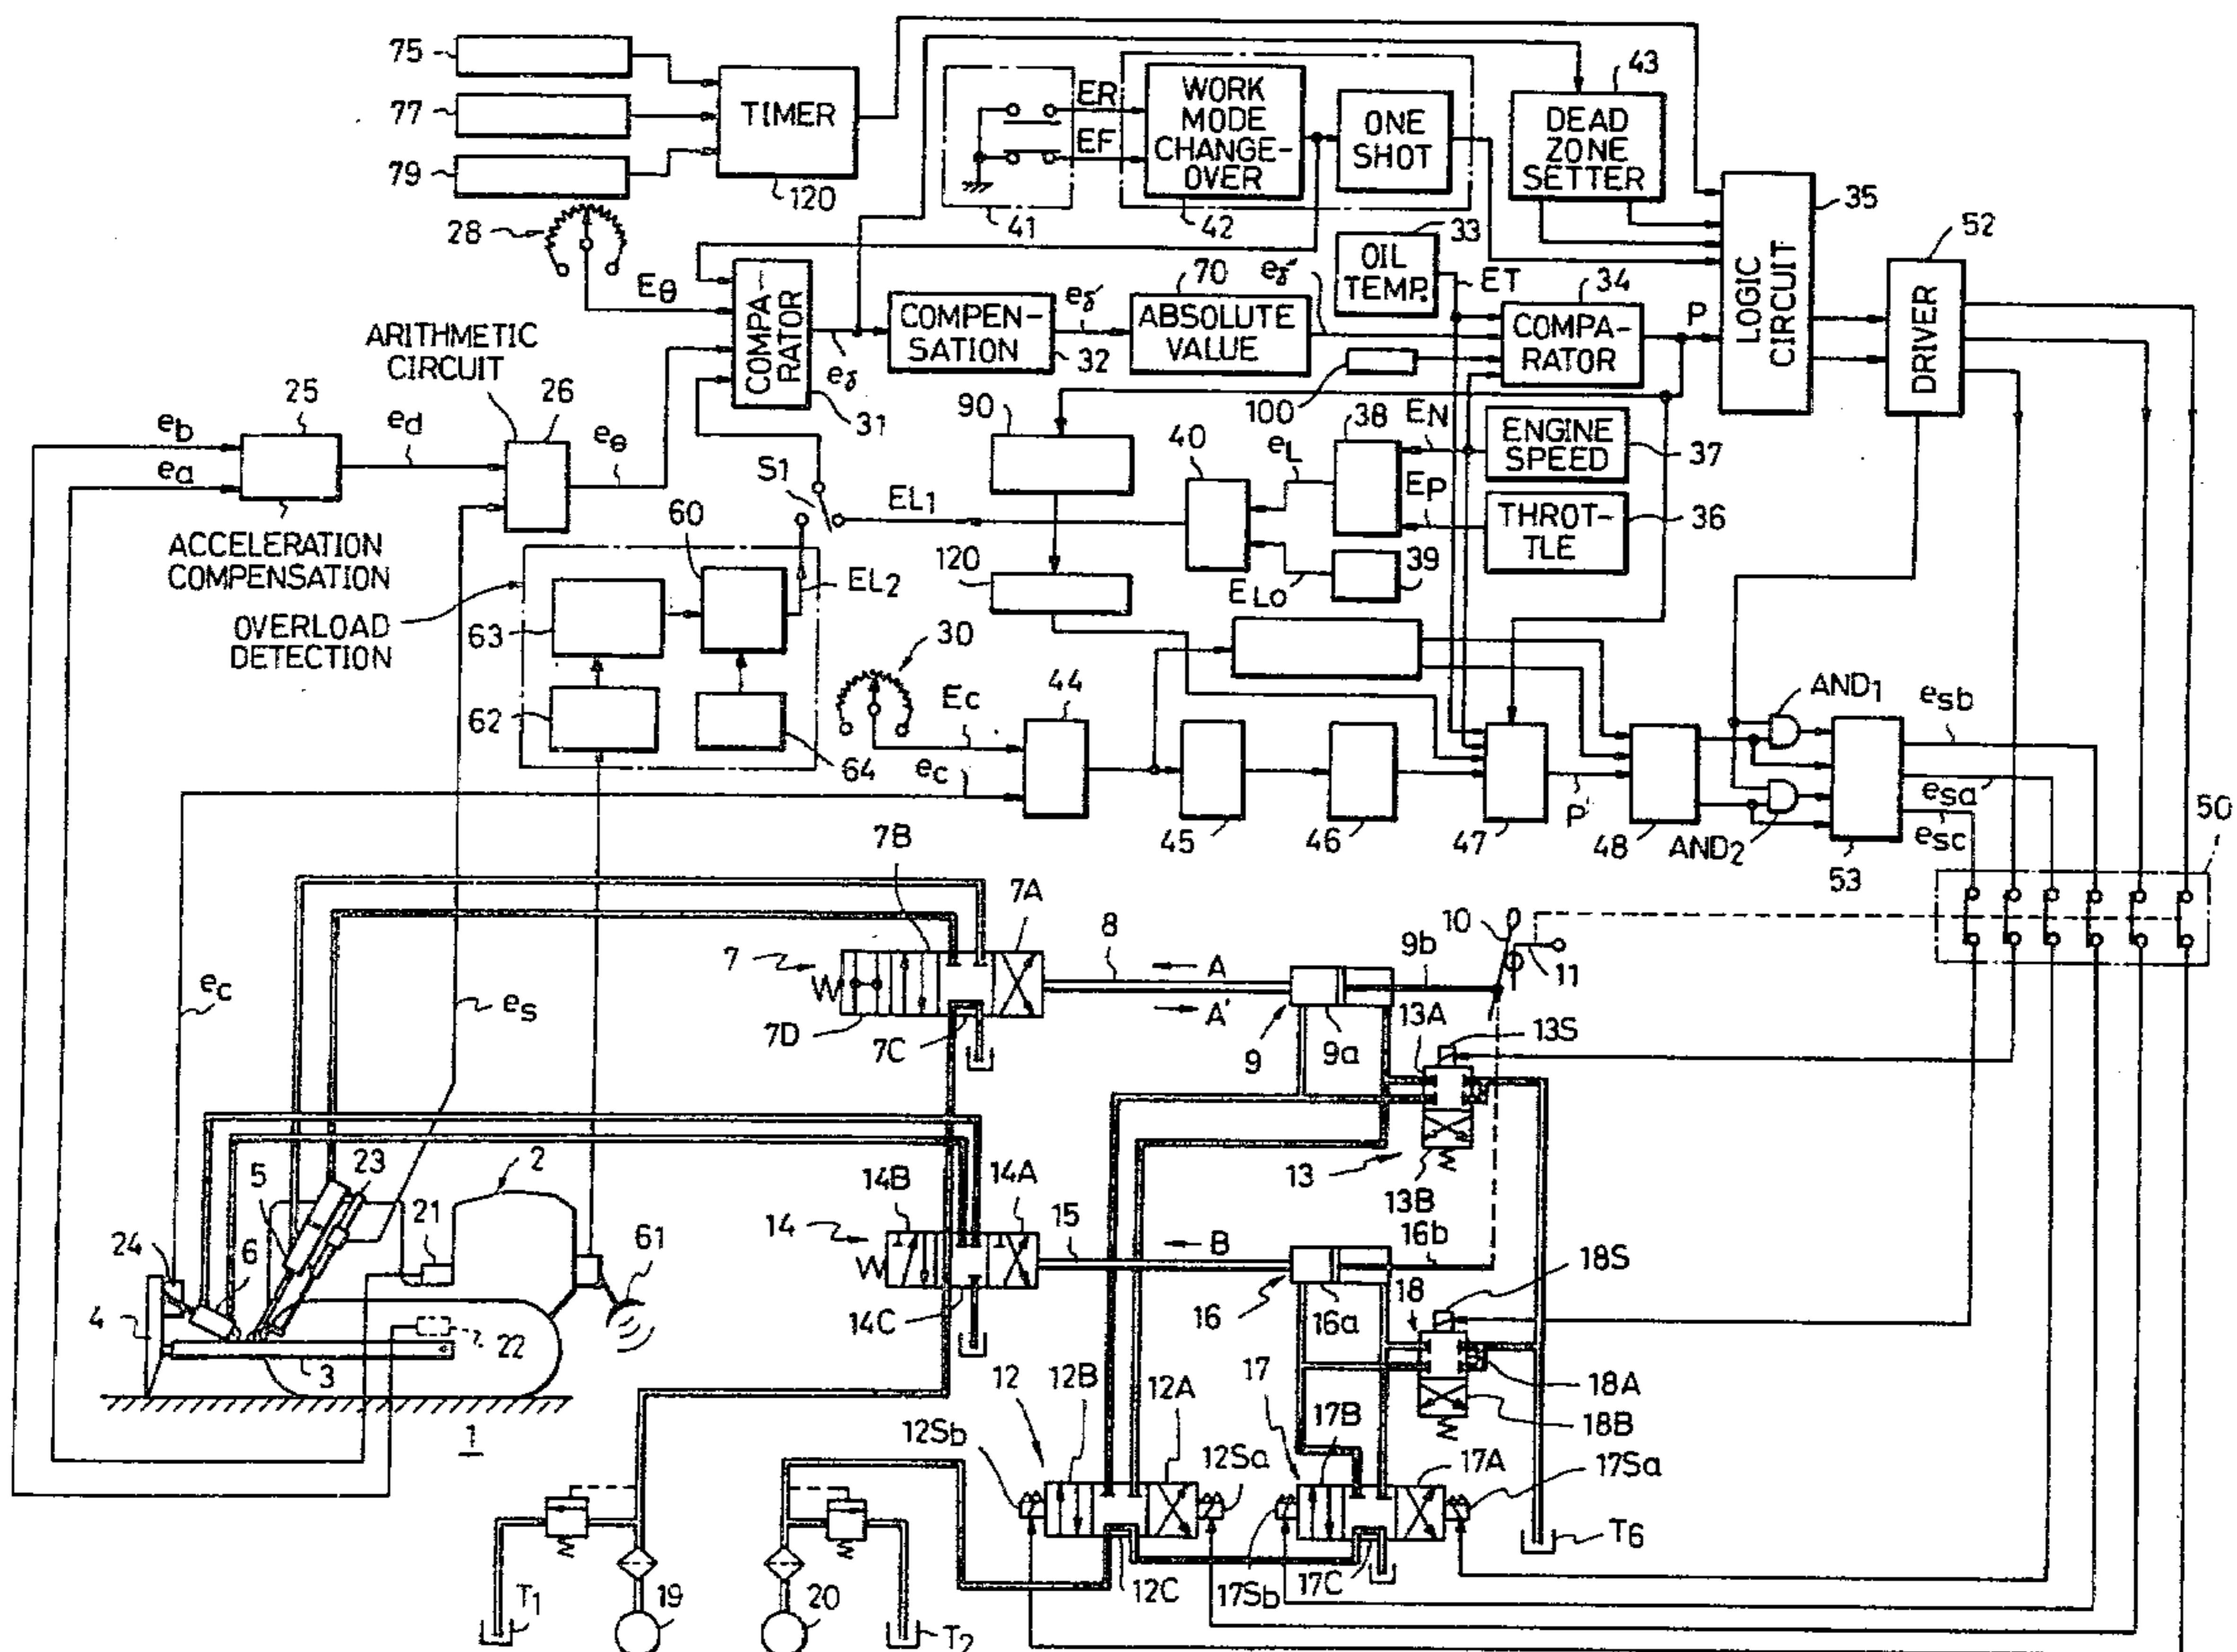 75
77
79
TIMER
120
ER
EF
41
WORK
MODE
CHANGE-
OVER
42
ONE
SHOT
43
DEAD
ZONE
SETTER
35
LOGIC
CIRCUIT
52
DRIVER
28
Eθ
COMPA-
RATOR
31
eδ
COMPEN-
SATION
32
eδ'
70
ABSOLUTE
VALUE
33
OIL
TEMP.
ET
34
COMPA-
RATOR
100
P
ARITHMETIC
CIRCUIT
26
25
eb
ea
ed
eθ
ACCELERATION
COMPENSATION
OVERLOAD
DETECTION
S1
EL1
EL2
60
63
62
64
90
120
40
eL
ELO
38
39
EN
EP
ENGINE
SPEED
37
THROT-
TLE
36
30
Ec
ec
44
45
46
47
P'
48
AND1
AND2
53
esb
esa
esc
50
7B
7A
7
W
7D
7C
8
A
A'
9
9a
9b
10
11
13A
13S
13
13B
ec
es
2
23
5
21
24
6
4
3
22
61
1
14B
14A
14
W
14C
15
B
16
16a
16b
18
18S
18A
18B
12Sb
12
12B
12A
12Sa
12C
17
17B
17A
17Sa
17Sb
17C
T6
T1
19
20
T2